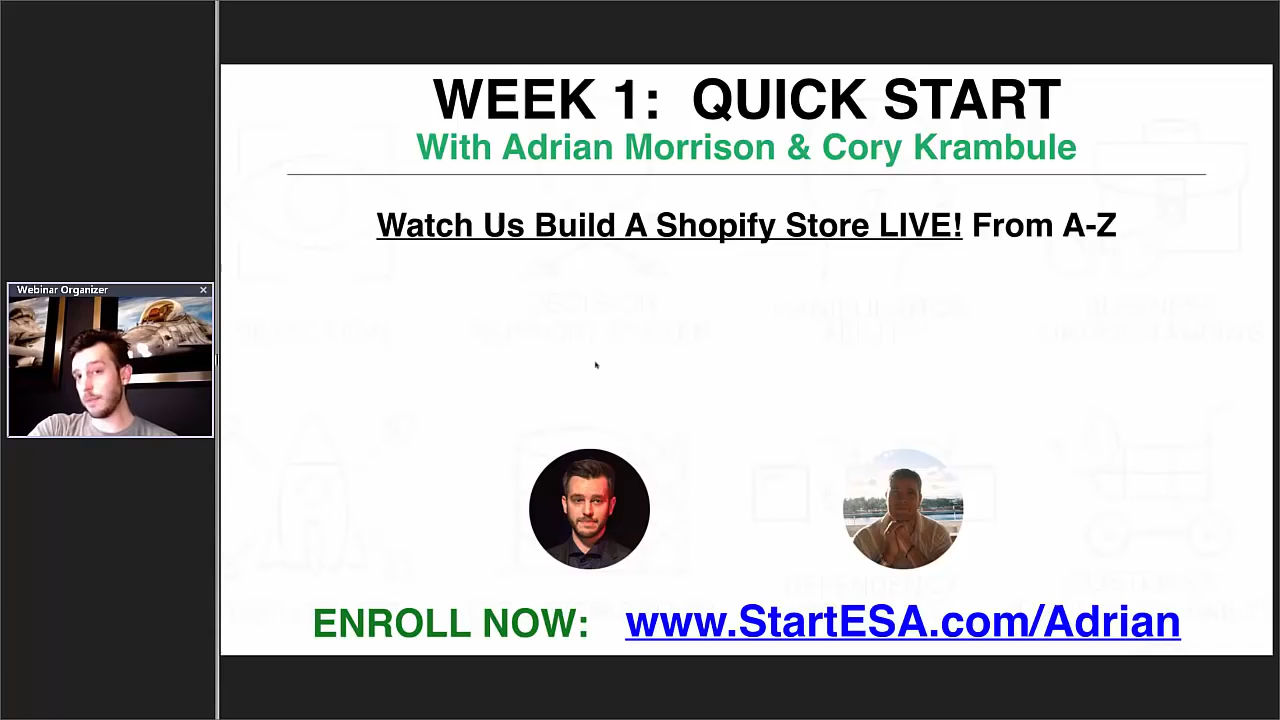 WEEK 1: QUICK START
With Adrian Morrison & Cory Krambule
Watch Us Build A Shopify Store LIVE! From A-Z
Webinar Organizer
ENROLL NOW: www.StartESA.com/Adrian